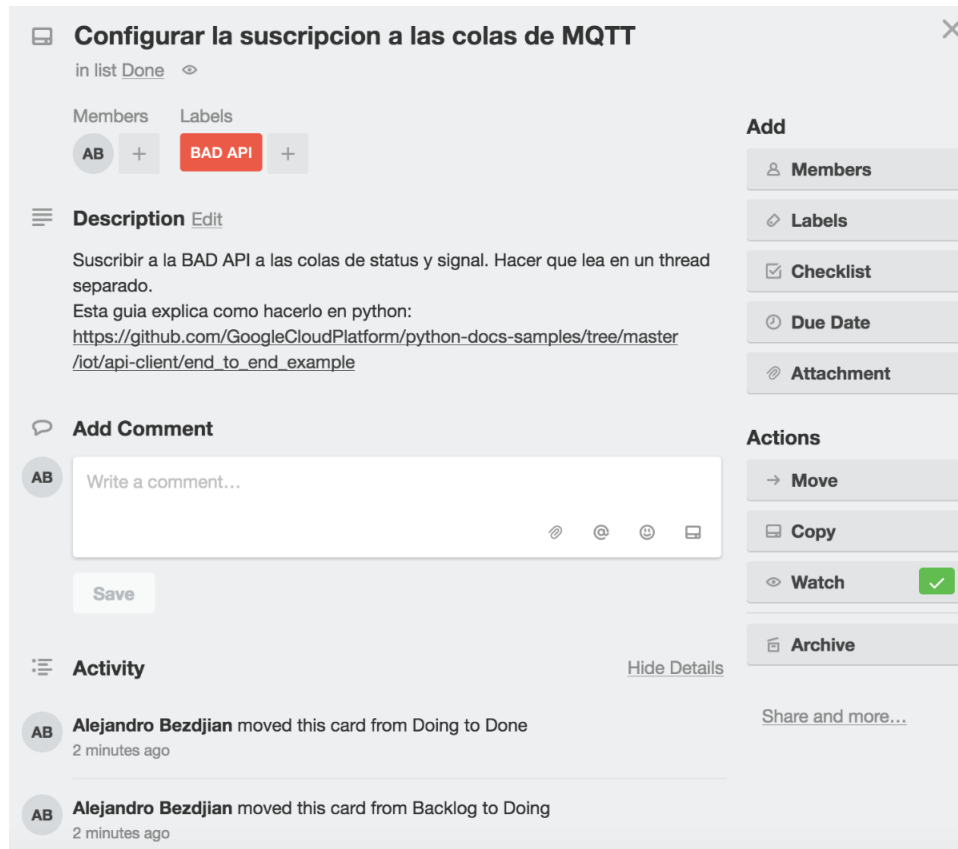 Configurar la suscripcion a las colas de MQTT
in list Done
Members Labels
AB + BAD API +
Description Edit
Suscribir a la BAD API a las colas de status y signal. Hacer que lea en un thread
separado.
Esta guia explica como hacerlo en python:
https://github.com/GoogleCloudPlatform/python-docs-samples/tree/master
/iot/api-client/end_to_end_example
Add Comment
AB
Write a comment…
@
Save
Activity Hide Details
AB
Alejandro Bezdjian moved this card from Doing to Done
2 minutes ago
AB
Alejandro Bezdjian moved this card from Backlog to Doing
2 minutes ago
Add
Members
Labels
Checklist
Due Date
Attachment
Actions
Move
Copy
Watch
Archive
Share and more…